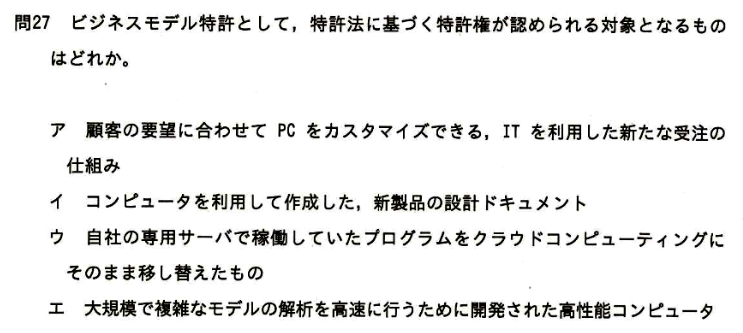 問27 ビジネスモデル特許として，特許法に基づく特許権が認められる対象となるもの
はどれか。
ア 顧客の要望に合わせて PC をカスタマイズできる，IT を利用した新たな受注の
仕組み
イ コンピュータを利用して作成した，新製品の設計ドキュメント
ウ 自社の専用サーバで稼働していたプログラムをクラウドコンピューティングに
そのまま移し替えたもの
エ 大規模で複雑なモデルの解析を高速に行うために開発された高性能コンピュータ